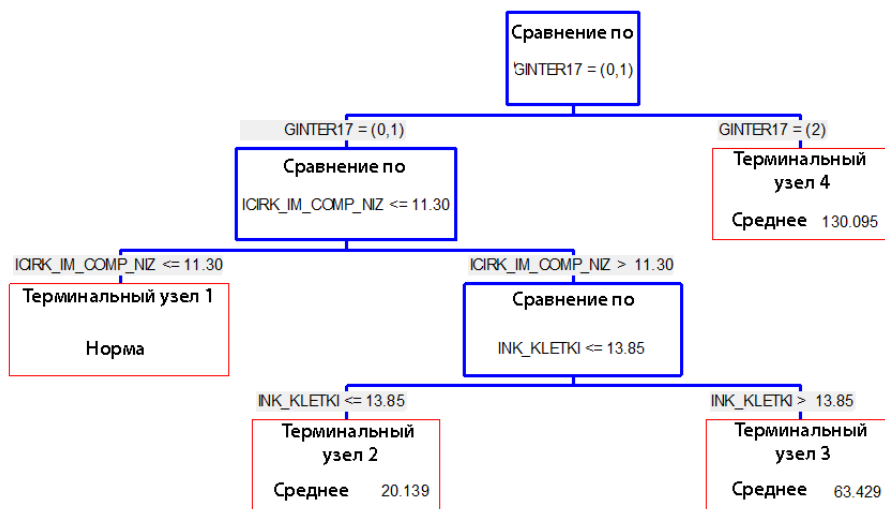 Сравнение по
'GINTER17 = (0,1)
GINTER17 = (0,1)
GINTER17 = (2)
Сравнение по
ICIRK_IM_COMP_NIZ <= 11.30
Терминальный
узел 4
Среднее 130.095
ICIRK_IM_COMP_NIZ <= 11.30
ICIRK_IM_COMP_NIZ > 11.30
Терминальный узел 1
Норма
Сравнение по
INK_KLETKI <= 13.85
INK_KLETKI <= 13.85
INK_KLETKI > 13.85
Терминальный
узел 2
Среднее 20.139
Терминальный
узел 3
Среднее 63.429